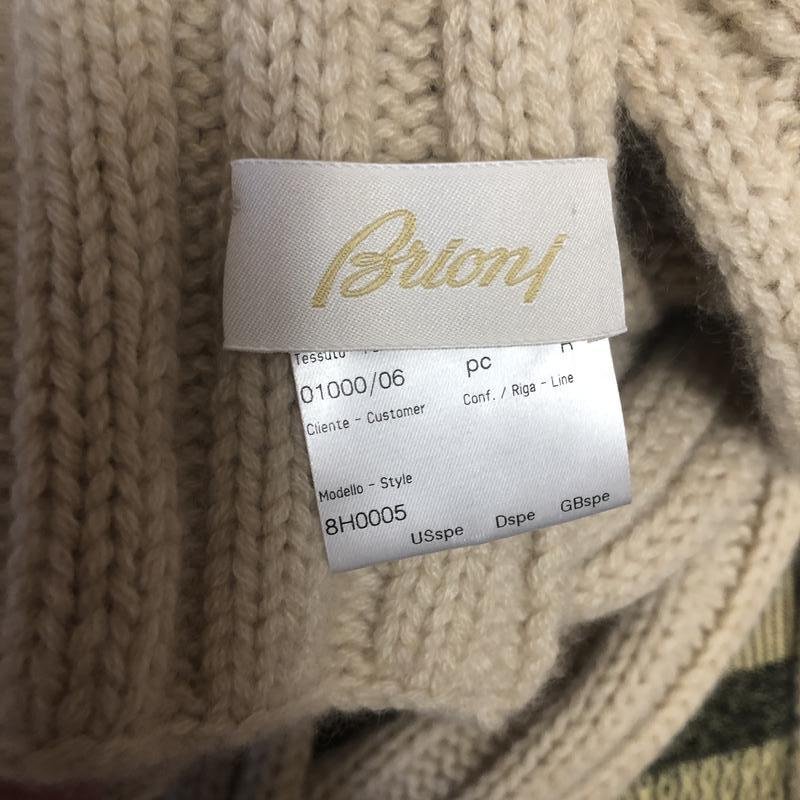 Brioni
Tessuto
01000/06 pc
Cliente - Customer Conf. / Riga - Line
Modello - Style
8H0005 USspe Dspe GBspe